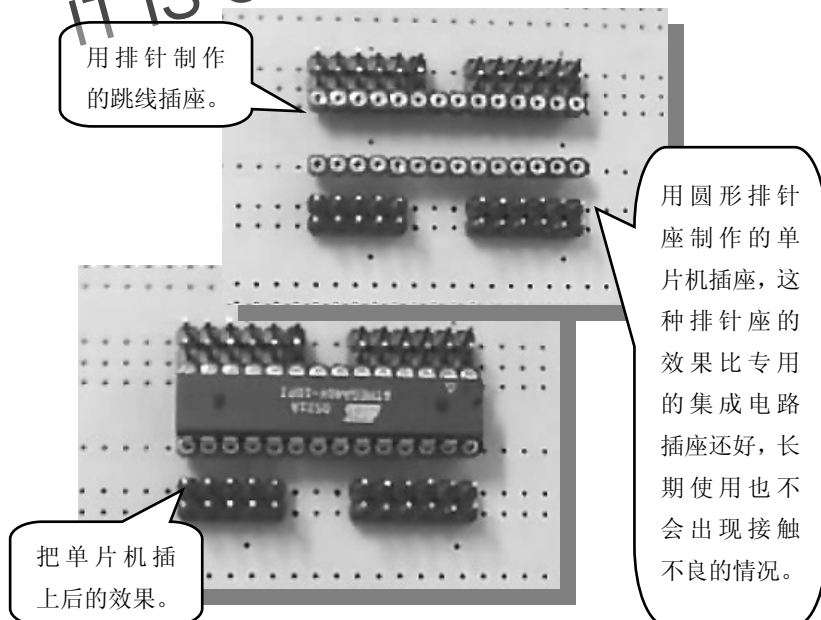 IT IS
用排针制作
的跳线插座。
用圆形排针
座制作的单
片机插座，这
种排针座的
效果比专用
的集成电路
插座还好，长
期使用也不
会出现接触
不良的情况。
把单片机插
上后的效果。